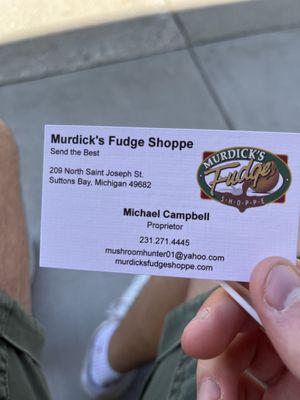 Murdick's Fudge Shoppe
Send the Best
209 North Saint Joseph St.
Suttons Bay, Michigan 49682
MURDICK'S
Fudge
SHOPPE
Michael Campbell
Proprietor
231.271.4445
mushroomhunter01@yahoo.com
murdicksfudgeshoppe.com